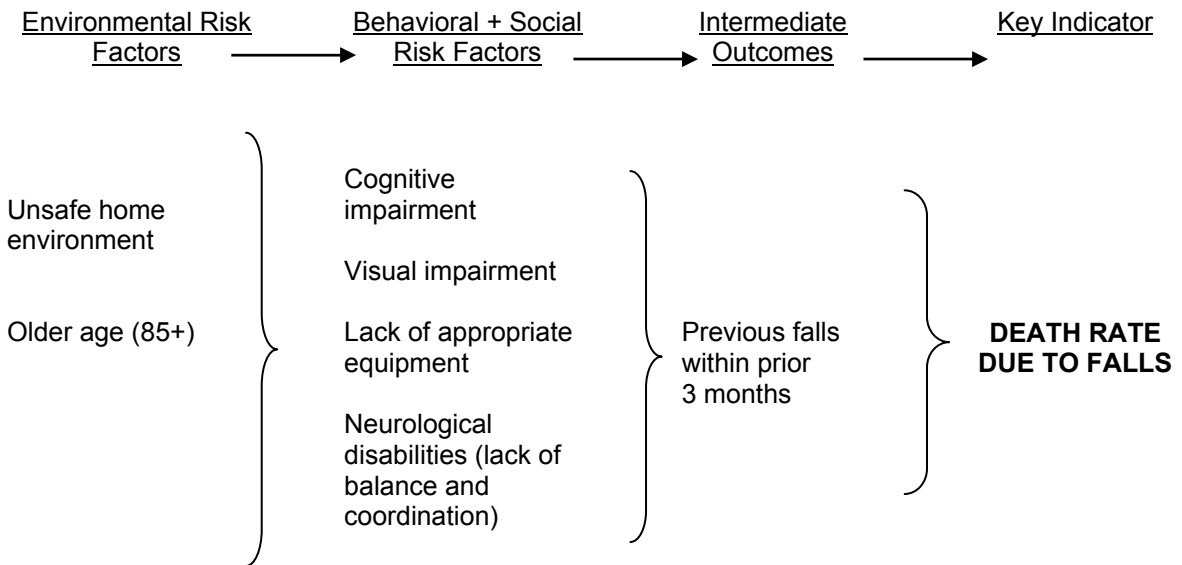 Environmental Risk
Factors
Behavioral + Social
Risk Factors
Intermediate
Outcomes
Key Indicator
Unsafe home
environment
Older age (85+)
Cognitive
impairment
Visual impairment
Lack of appropriate
equipment
Neurological
disabilities (lack of
balance and
coordination)
Previous falls
within prior
3 months
DEATH RATE
DUE TO FALLS